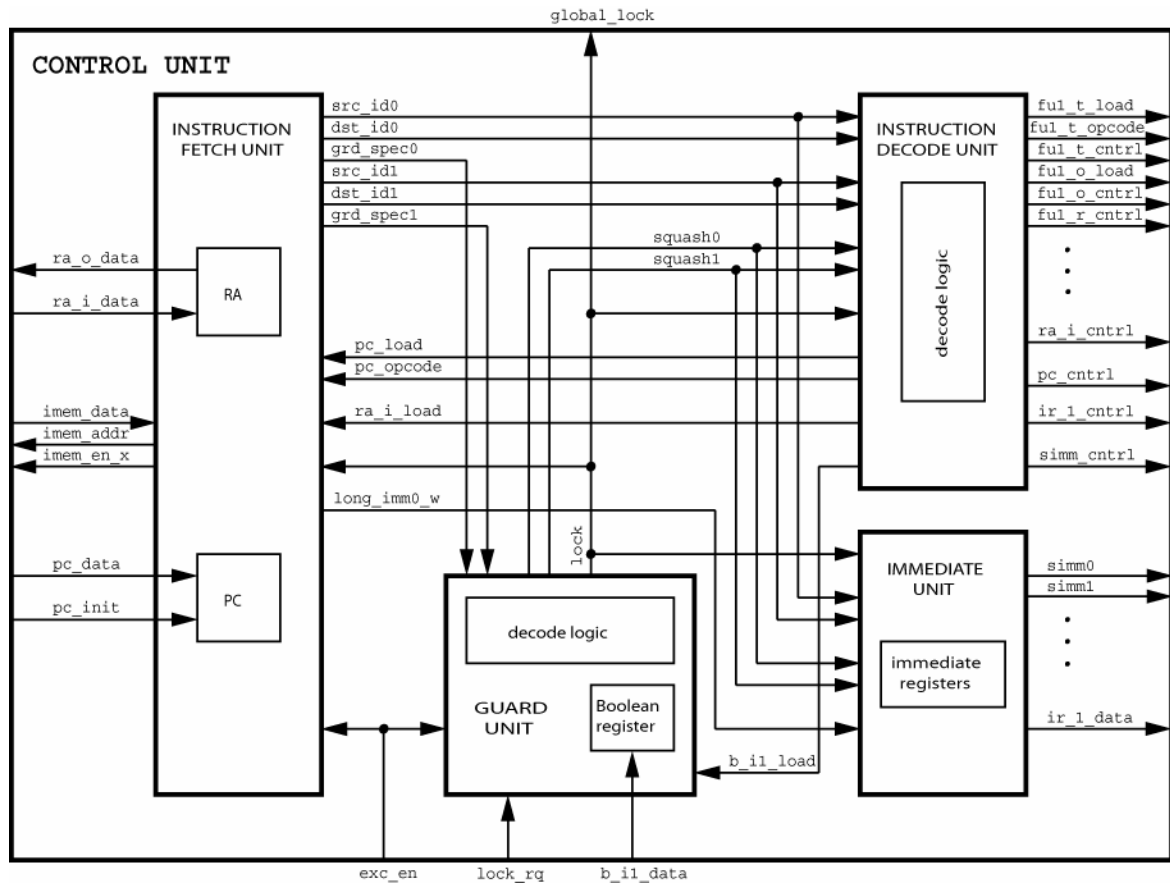 global_lock
CONTROL UNIT
INSTRUCTION
FETCH UNIT
src_id0
dst_id0
grd_spec0
src_id1
dst_id1
grd_spec1
INSTRUCTION
DECODE UNIT
decode logic
fu1_t_load
fu1_t_opcode
fu1_t_cntrl
fu1_o_load
fu1_o_cntrl
fu1_r_cntrl
squash0
squash1
ra_o_data
ra_i_data
RA
pc_load
pc_opcode
ra_i_load
ra_i_cntrl
pc_cntrl
ir_1_cntrl
simm_cntrl
imem_data
imem_addr
imem_en_x
long_imm0_w
lock
pc_data
pc_init
PC
decode logic
GUARD
UNIT
Boolean
register
b_i1_load
IMMEDIATE
UNIT
immediate
registers
simm0
simm1
ir_1_data
exc_en
lock_rq
b_i1_data